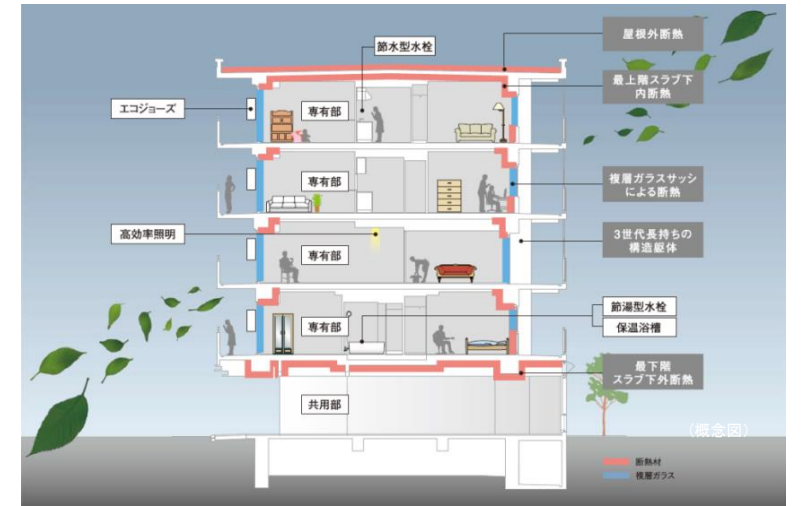 屋根外断熱
節水型水栓
最上階スラブ下
内断熱
エコジョーズ
専有部
専有部
複層ガラスサッシ
による断熱
高効率照明
3世代長持ちの
構造躯体
専有部
節湯型水栓
専有部
保温浴槽
最下階
スラブ下外断熱
共用部
(概念図)
断熱材
複層ガラス